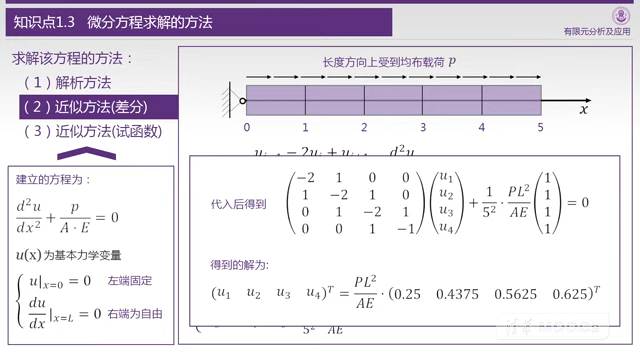 知识点1.3 微分方程求解的方法
有限元分析及应用
求解该方程的方法：
（1）解析方法
（2）近似方法(差分)
（3）近似方法(试函数)
长度方向上受到均布载荷 p
x
0 1 2 3 4 5
建立的方程为：
d²u/dx² + p/(A·E) = 0
u(x)为基本力学变量
u|x=0 = 0 左端固定
du/dx|x=L = 0 右端为自由
代入后得到
(−2 1 0 0
1 −2 1 0
0 1 −2 1
0 0 1 −1)
(u₁
u₂
u₃
u₄)
+ 1/5² · PL²/AE
(1
1
1
1) = 0
得到的解为:
(u₁ u₂ u₃ u₄)ᵀ = PL²/AE · (0.25 0.4375 0.5625 0.625)ᵀ
5² AE